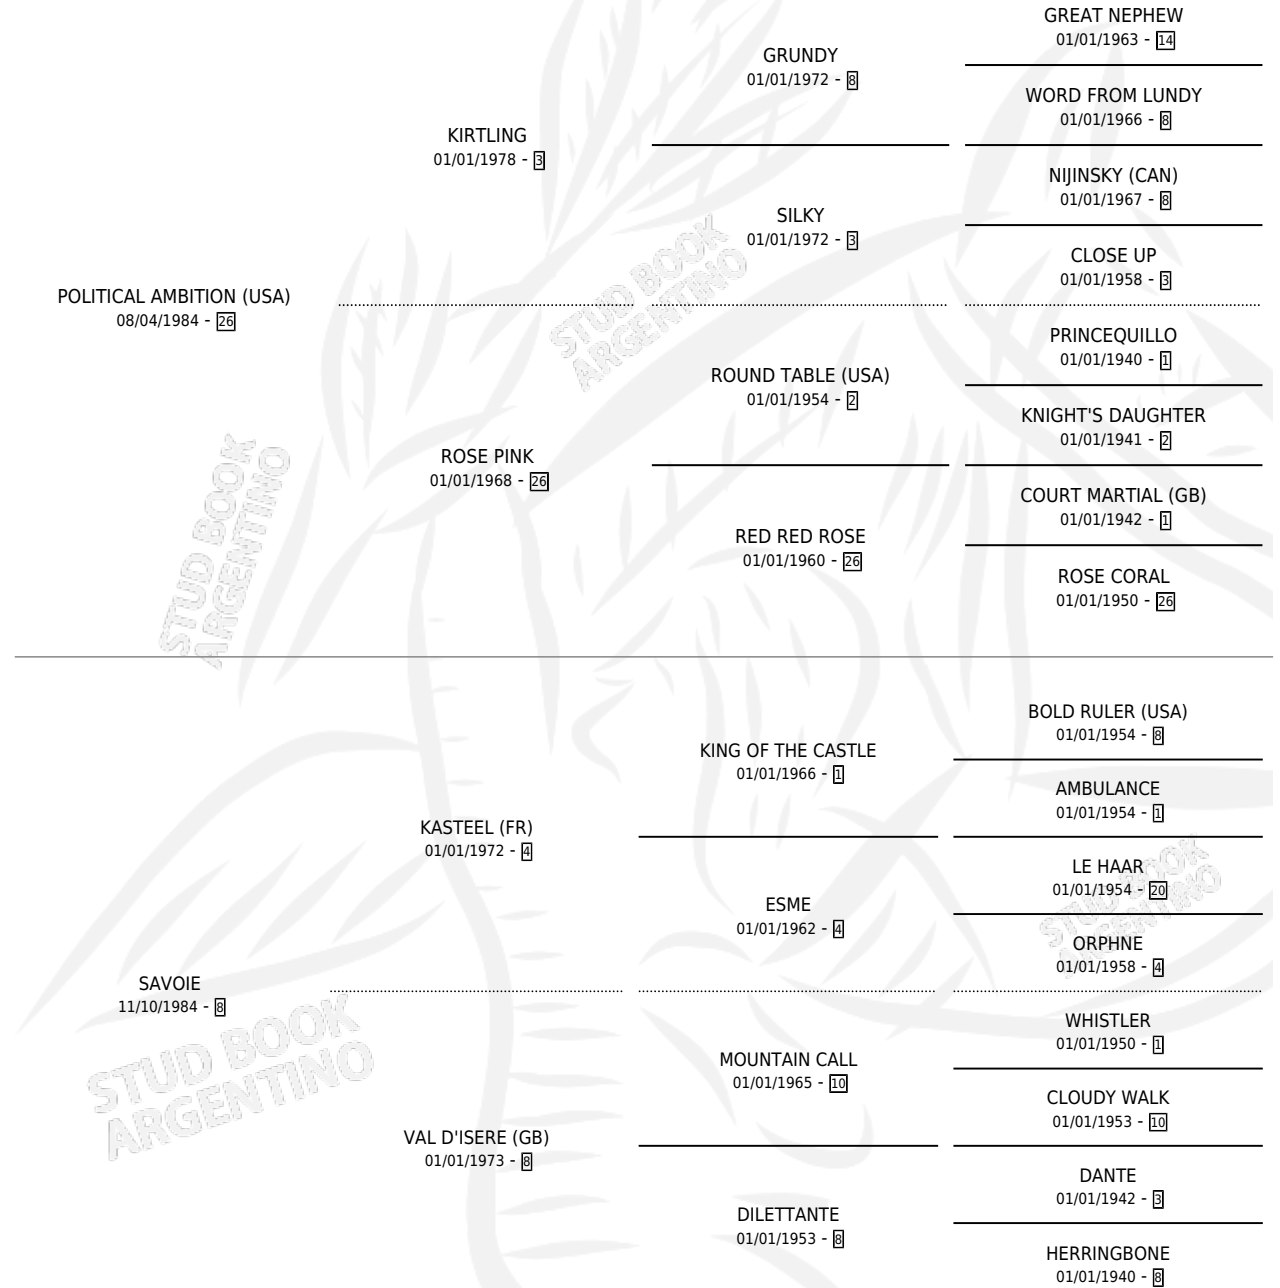 GREAT NEPHEW
01/01/1963 - 14
GRUNDY
01/01/1972 - 8
WORD FROM LUNDY
01/01/1966 - 8
KIRTLING
01/01/1978 - 3
NIJINSKY (CAN)
01/01/1967 - 8
SILKY
01/01/1972 - 3
CLOSE UP
01/01/1958 - 3
POLITICAL AMBITION (USA)
08/04/1984 - 26
PRINCEQUILLO
01/01/1940 - 1
ROUND TABLE (USA)
01/01/1954 - 2
KNIGHT'S DAUGHTER
01/01/1941 - 2
ROSE PINK
01/01/1968 - 26
COURT MARTIAL (GB)
01/01/1942 - 1
RED RED ROSE
01/01/1960 - 26
ROSE CORAL
01/01/1950 - 26
BOLD RULER (USA)
01/01/1954 - 8
KING OF THE CASTLE
01/01/1966 - 1
AMBULANCE
01/01/1954 - 1
KASTEEL (FR)
01/01/1972 - 4
LE HAAR
01/01/1954 - 20
ESME
01/01/1962 - 4
ORPHNE
01/01/1958 - 4
SAVOIE
11/10/1984 - 8
WHISTLER
01/01/1950 - 1
MOUNTAIN CALL
01/01/1965 - 10
CLOUDY WALK
01/01/1953 - 10
VAL D'ISERE (GB)
01/01/1973 - 8
DANTE
01/01/1942 - 3
DILETTANTE
01/01/1953 - 8
HERRINGBONE
01/01/1940 - 8
STUD BOOK
ARGENTINO
STUD BOOK
ARGENTINO
STUD BOOK
ARGENTINO
STUD BOOK
ARGENTINO